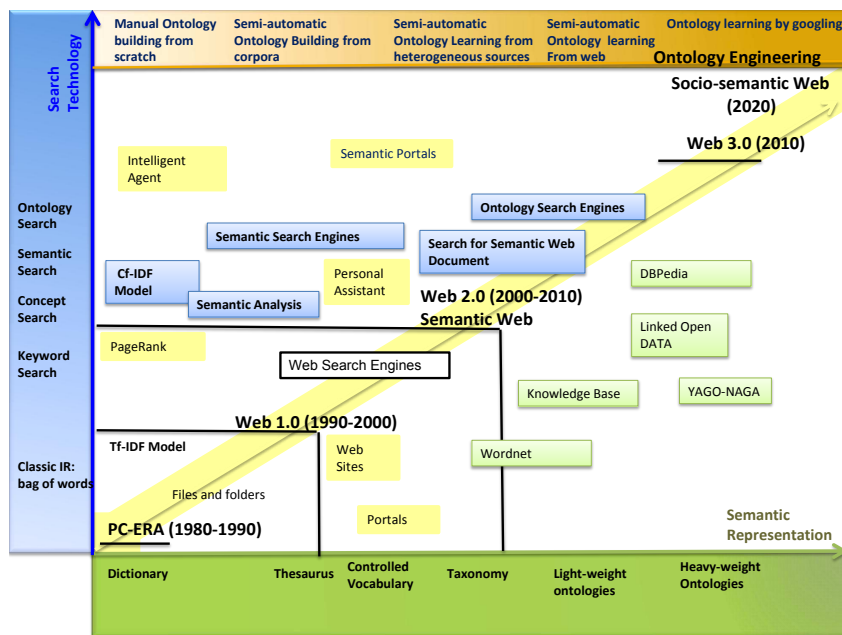 Manual Ontology
building from
scratch
Semi-automatic
Ontology Building from
corpora
Semi-automatic
Ontology Learning from
heterogeneous sources
Semi-automatic
Ontology learning
From web
Ontology learning by googling
Ontology Engineering
Search
Technology
Socio-semantic Web
(2020)
Web 3.0 (2010)
Intelligent
Agent
Semantic Portals
Ontology
Search
Ontology Search Engines
Semantic Search Engines
Search for Semantic Web
Document
Semantic
Search
Cf-IDF
Model
Personal
Assistant
DBPedia
Concept
Search
Semantic Analysis
Web 2.0 (2000-2010)
Semantic Web
Linked Open
DATA
PageRank
Keyword
Search
Web Search Engines
Knowledge Base
YAGO-NAGA
Web 1.0 (1990-2000)
Tf-IDF Model
Web
Sites
Wordnet
Classic IR:
bag of words
Files and folders
Portals
PC-ERA (1980-1990)
Semantic
Representation
Dictionary
Thesaurus
Controlled
Vocabulary
Taxonomy
Light-weight
ontologies
Heavy-weight
Ontologies